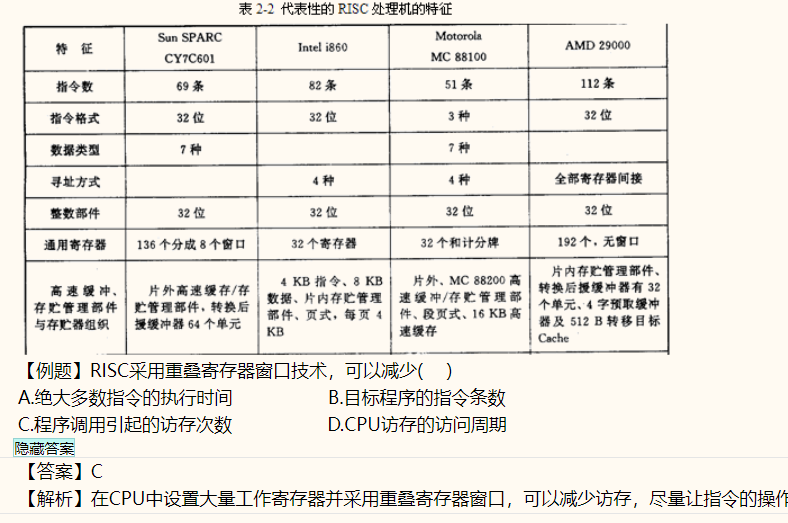 表 2-2 代表性的 RISC 处理机的特征
特 征 Sun SPARC CY7C601 Intel i860 Motorola MC 88100 AMD 29000
指令数 69 条 82 条 51 条 112 条
指令格式 32 位 32 位 3 种 32 位
数据类型 7 种 7 种
寻址方式 4 种 4 种 全部寄存器间接
整数部件 32 位 32 位 32 位 32 位
通用寄存器 136 个分成 8 个窗口 32 个寄存器 32 个和计分牌 192 个，无窗口
高速缓冲、
存贮管理部件
与存贮器组织
片外高速缓存/存
贮管理部件，转换后
援缓冲器 64 个单元
4 KB 指令、8 KB
数据、片内存贮管理
部件、页式，每页 4
KB
片外、MC 88200 高
速缓冲/存贮管理部
件、段页式、16 KB 高
速缓存
片内存贮管理部件、
转换后援缓冲器有 32
个单元、4 字预取缓冲
器及 512 B 转移目标
Cache
【例题】RISC采用重叠寄存器窗口技术，可以减少( )
A.绝大多数指令的执行时间 B.目标程序的指令条数
C.程序调用引起的访存次数 D.CPU访存的访问周期
隐藏答案
【答案】C
【解析】在CPU中设置大量工作寄存器并采用重叠寄存器窗口，可以减少访存，尽量让指令的操作